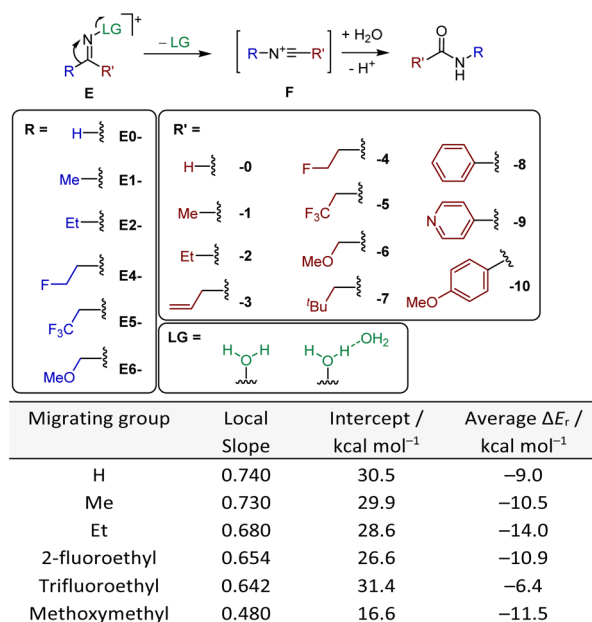 LG
N
R R'
E
+
– LG
R–N⁺≡R'
F
+ H2O
- H⁺
O
R' N R
H
R =
H E0-
Me E1-
Et E2-
F E4-
F3C E5-
MeO E6-
R' =
H -0
Me -1
Et -2
-3
F -4
F3C -5
MeO -6
tBu -7
-8
N -9
MeO -10
LG =
H H
O
H H OH2
O
Migrating group Local Slope Intercept / kcal mol⁻¹ Average ΔEr / kcal mol⁻¹
H 0.740 30.5 −9.0
Me 0.730 29.9 −10.5
Et 0.680 28.6 −14.0
2-fluoroethyl 0.654 26.6 −10.9
Trifluoroethyl 0.642 31.4 −6.4
Methoxymethyl 0.480 16.6 −11.5